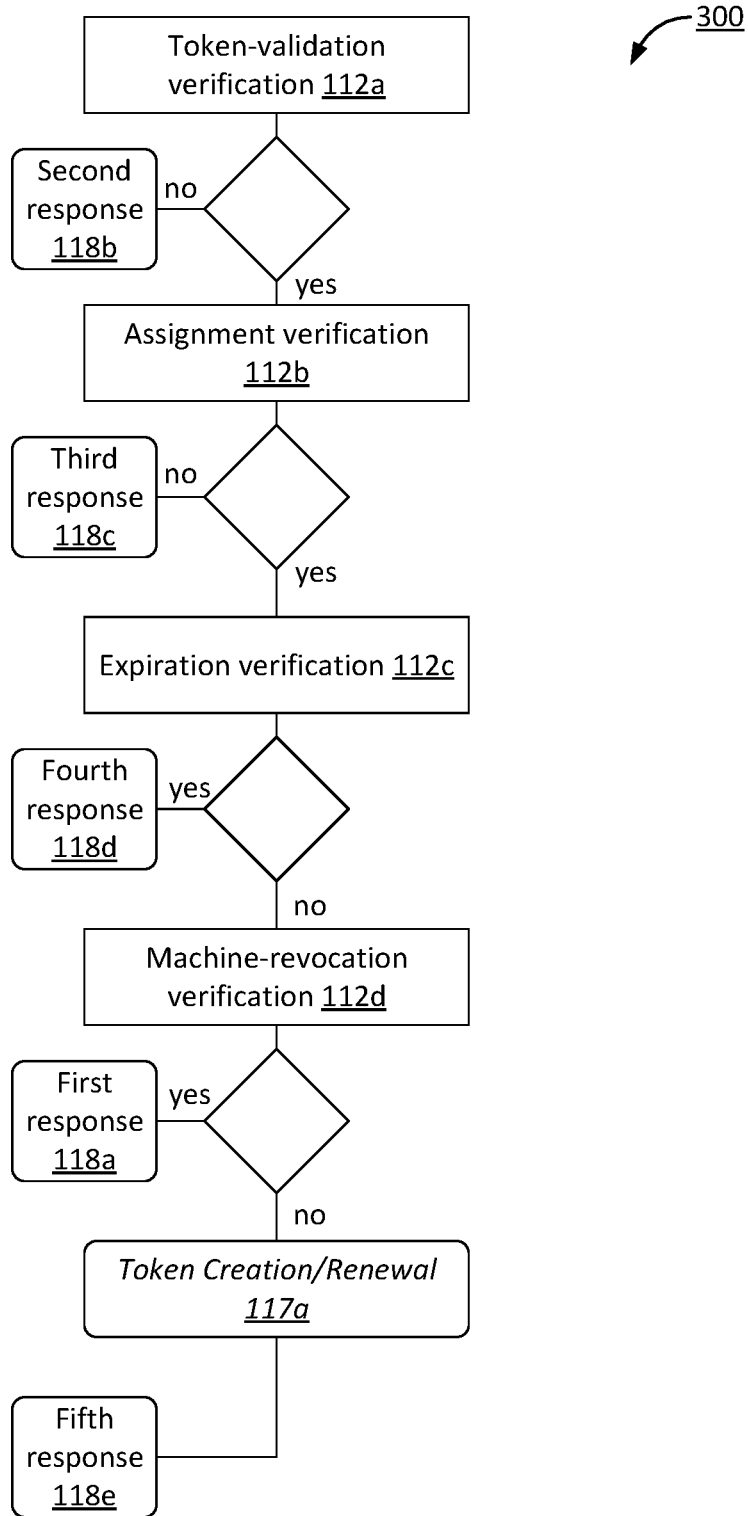 300
Token-validation
verification 112a
Second
response
118b
no
yes
Assignment verification
112b
Third
response
118c
no
yes
Expiration verification 112c
Fourth
response
118d
yes
no
Machine-revocation
verification 112d
First
response
118a
yes
no
Token Creation/Renewal
117a
Fifth
response
118e